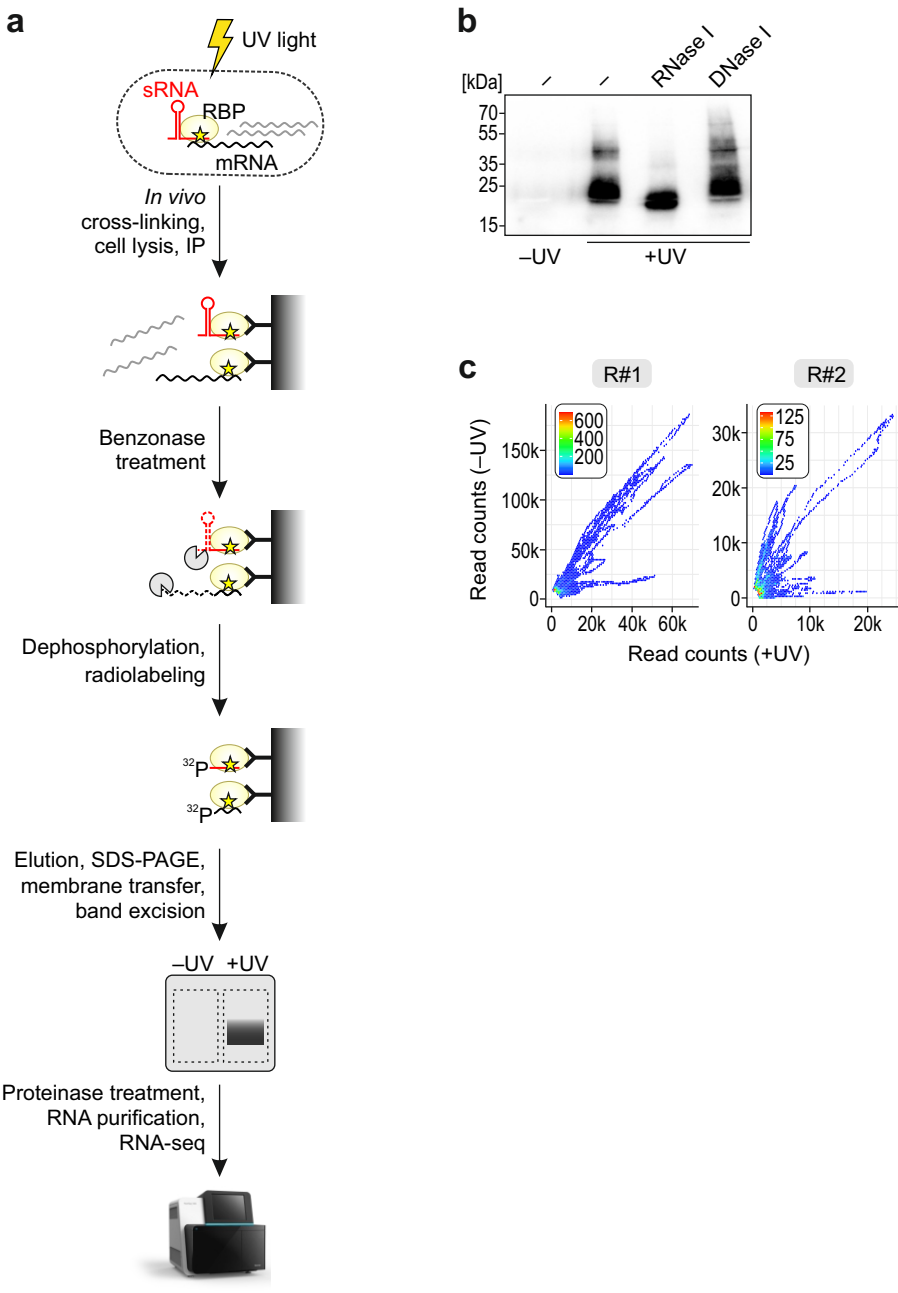 a
UV light
sRNA
RBP
mRNA
In vivo
cross-linking,
cell lysis, IP
Benzonase
treatment
Dephosphorylation,
radiolabeling
32P
32P
Elution, SDS-PAGE,
membrane transfer,
band excision
–UV +UV
Proteinase treatment,
RNA purification,
RNA-seq
b
[kDa]
– – RNase I DNase I
70
55
35
25
15
–UV +UV
c
R#1 R#2
Read counts (–UV)
600
400
200
150k
100k
50k
0
0 20k 40k 60k
125
75
25
30k
20k
10k
0
0 10k 20k
Read counts (+UV)